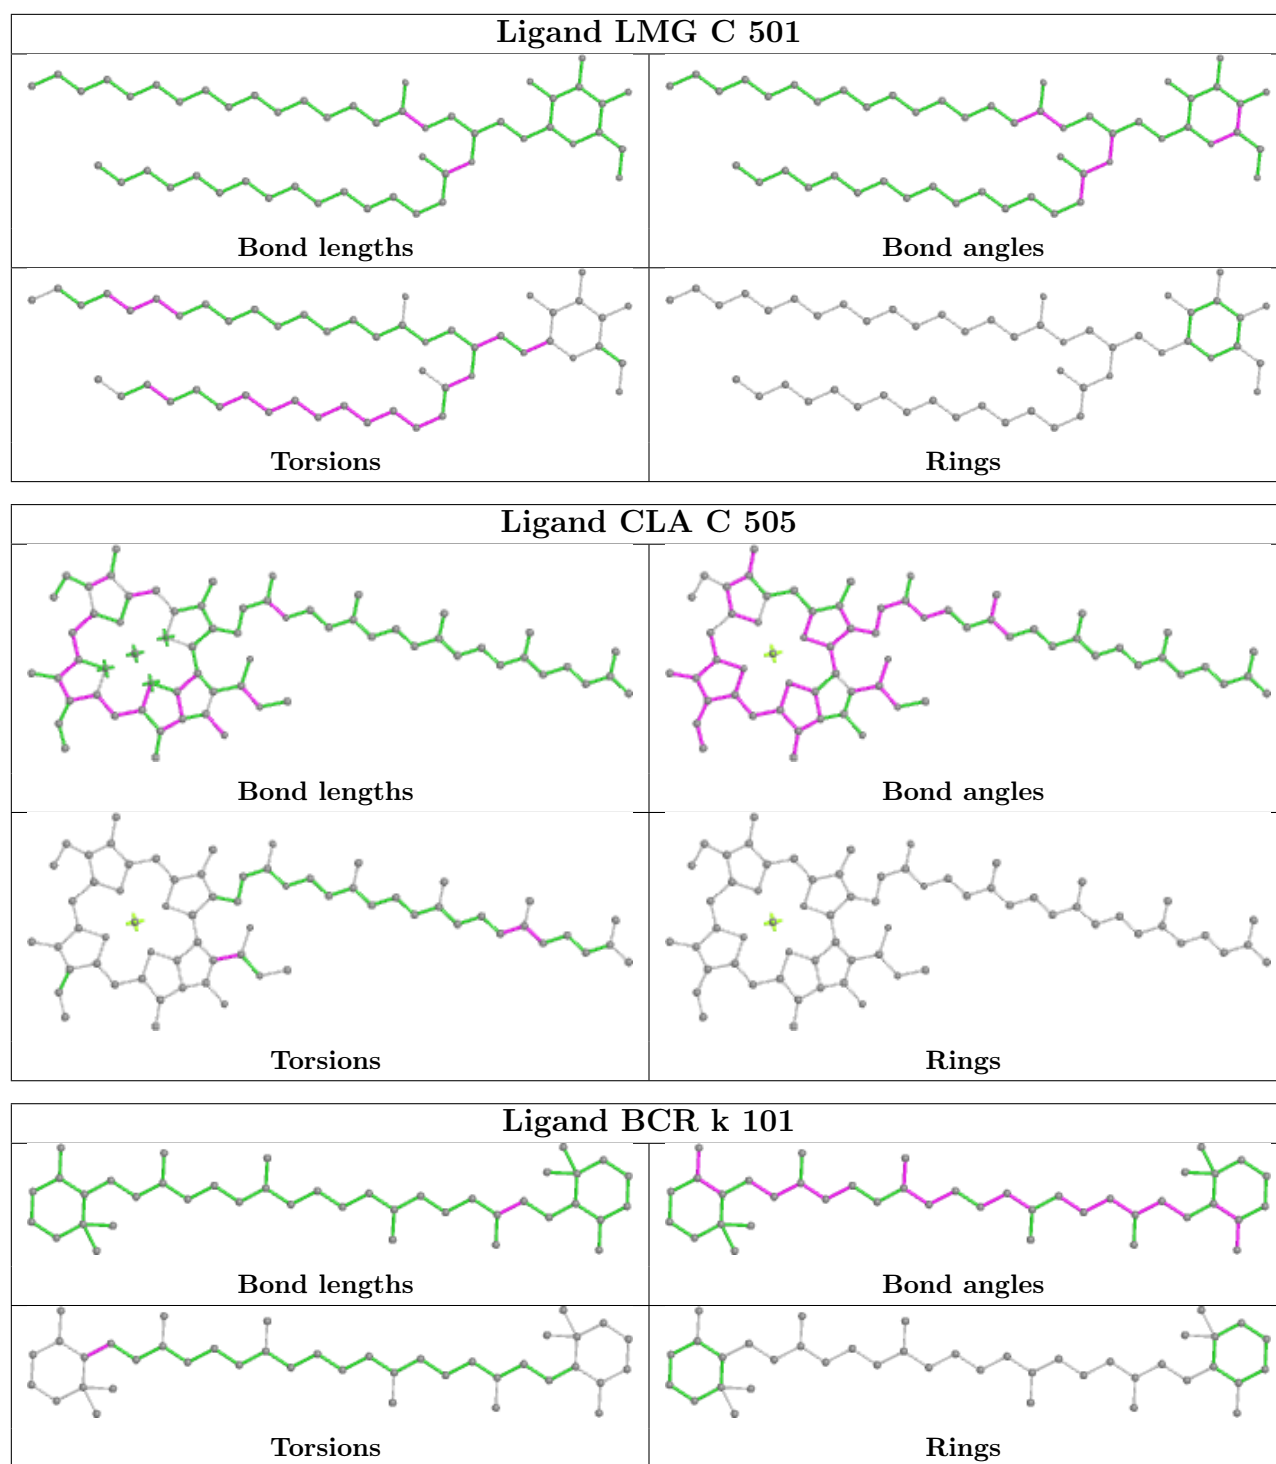 Ligand LMG C 501
Bond lengths
Bond angles
Torsions
Rings
Ligand CLA C 505
Bond lengths
Bond angles
Torsions
Rings
Ligand BCR k 101
Bond lengths
Bond angles
Torsions
Rings